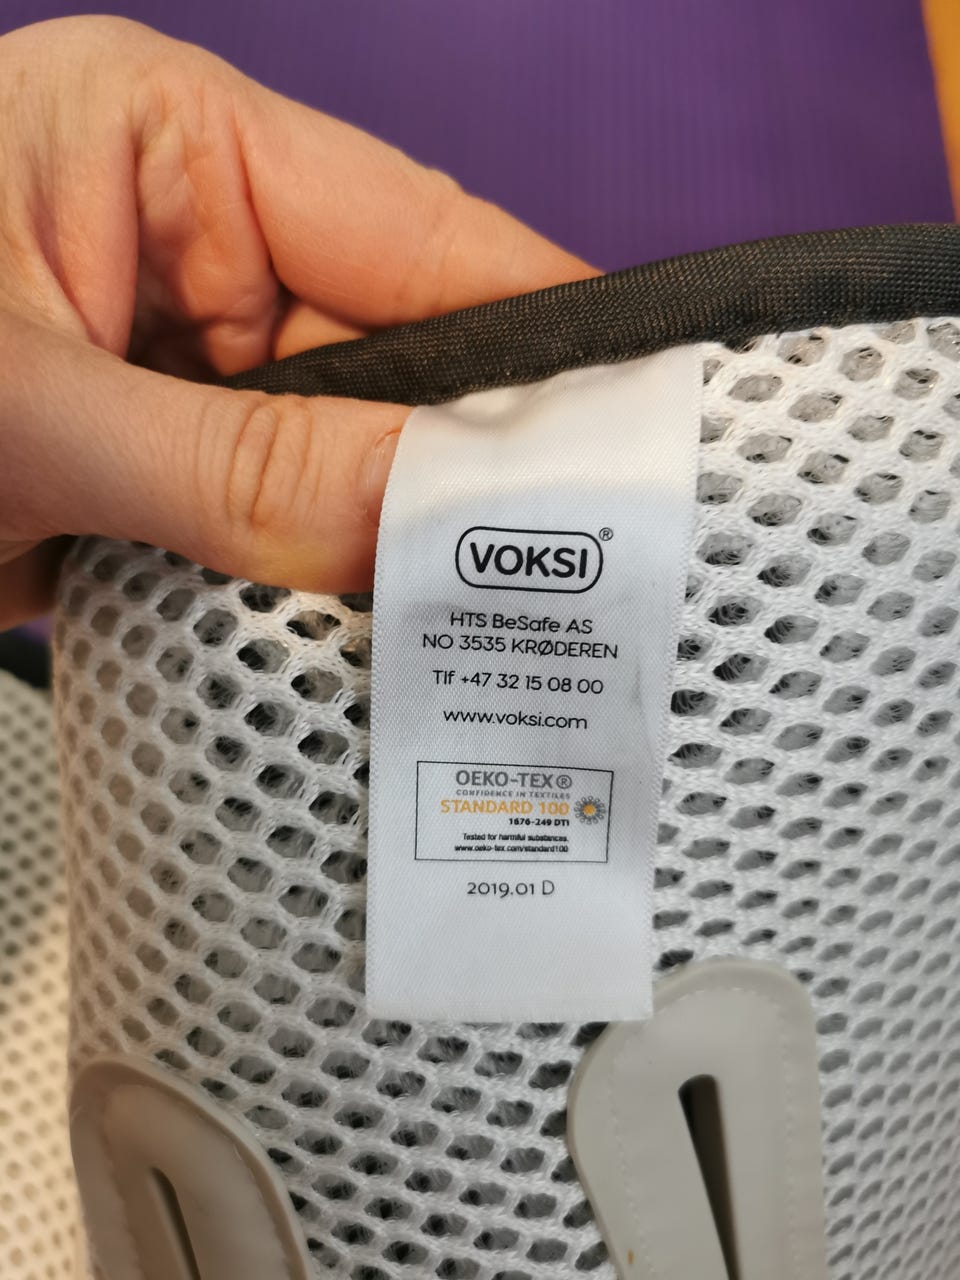 VOKSI®
HTS BeSafe AS
NO 3535 KRØDEREN
Tlf +47 32 15 08 00
www.voksi.com
OEKO-TEX®
CONFIDENCE IN TEXTILES
STANDARD 100
1676-249 DTI
Tested for harmful substances.
www.oeko-tex.com/standard100
2019.01 D